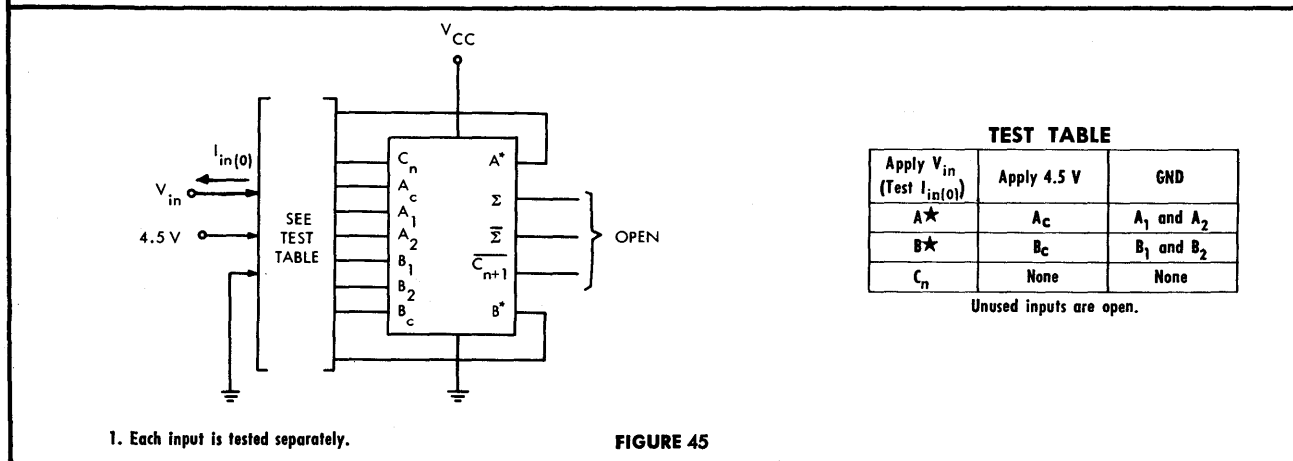 V_CC
I_in(0)
V_in
4.5 V
SEE
TEST
TABLE
C_n
A_c
A_1
A_2
B_1
B_2
B_c
A*
Σ
Σ̅
C̅_n+1
B*
OPEN
TEST TABLE
Apply V_in (Test I_in(0)) Apply 4.5 V GND
A★ A_C A_1 and A_2
B★ B_C B_1 and B_2
C_n None None
Unused inputs are open.
1. Each input is tested separately.
FIGURE 45